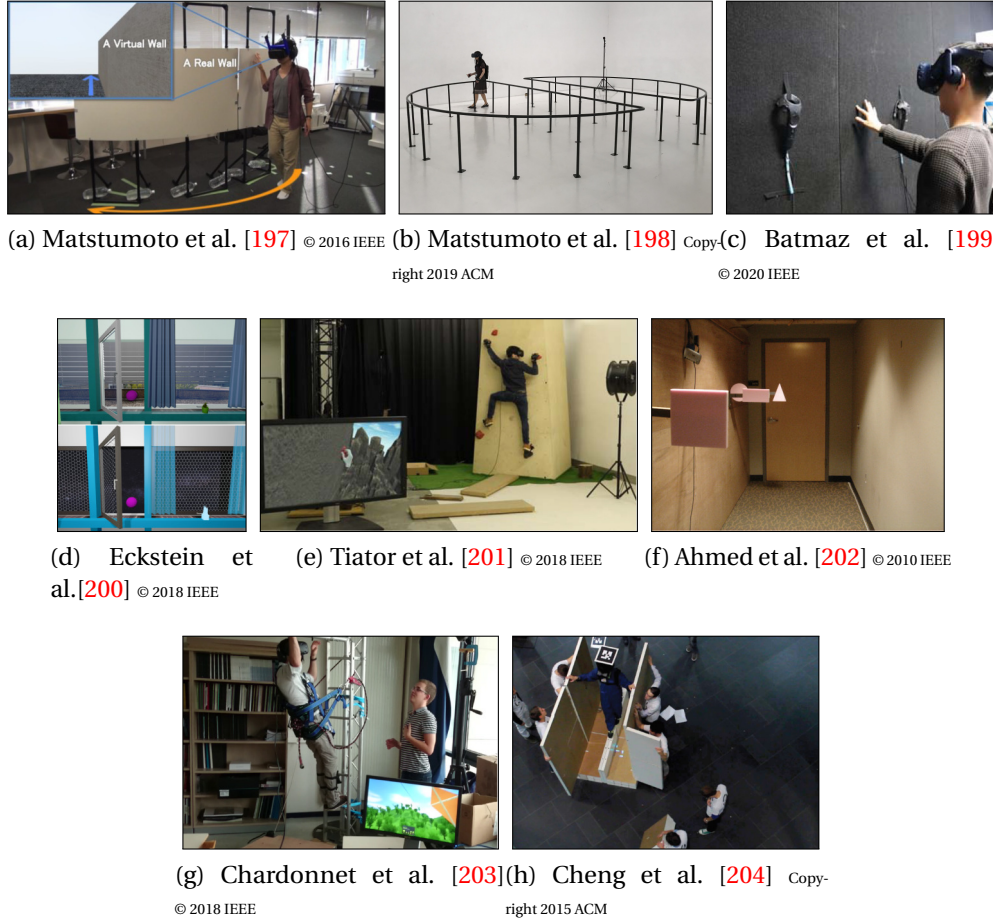 A Virtual Wall
A Real Wall
(a) Matstumoto et al. [197] © 2016 IEEE
(b) Matstumoto et al. [198] Copy-
right 2019 ACM
(c) Batmaz et al. [199
© 2020 IEEE
(d) Eckstein et
al.[200] © 2018 IEEE
(e) Tiator et al. [201] © 2018 IEEE
(f) Ahmed et al. [202] © 2010 IEEE
(g) Chardonnet et al. [203]
© 2018 IEEE
(h) Cheng et al. [204] Copy-
right 2015 ACM